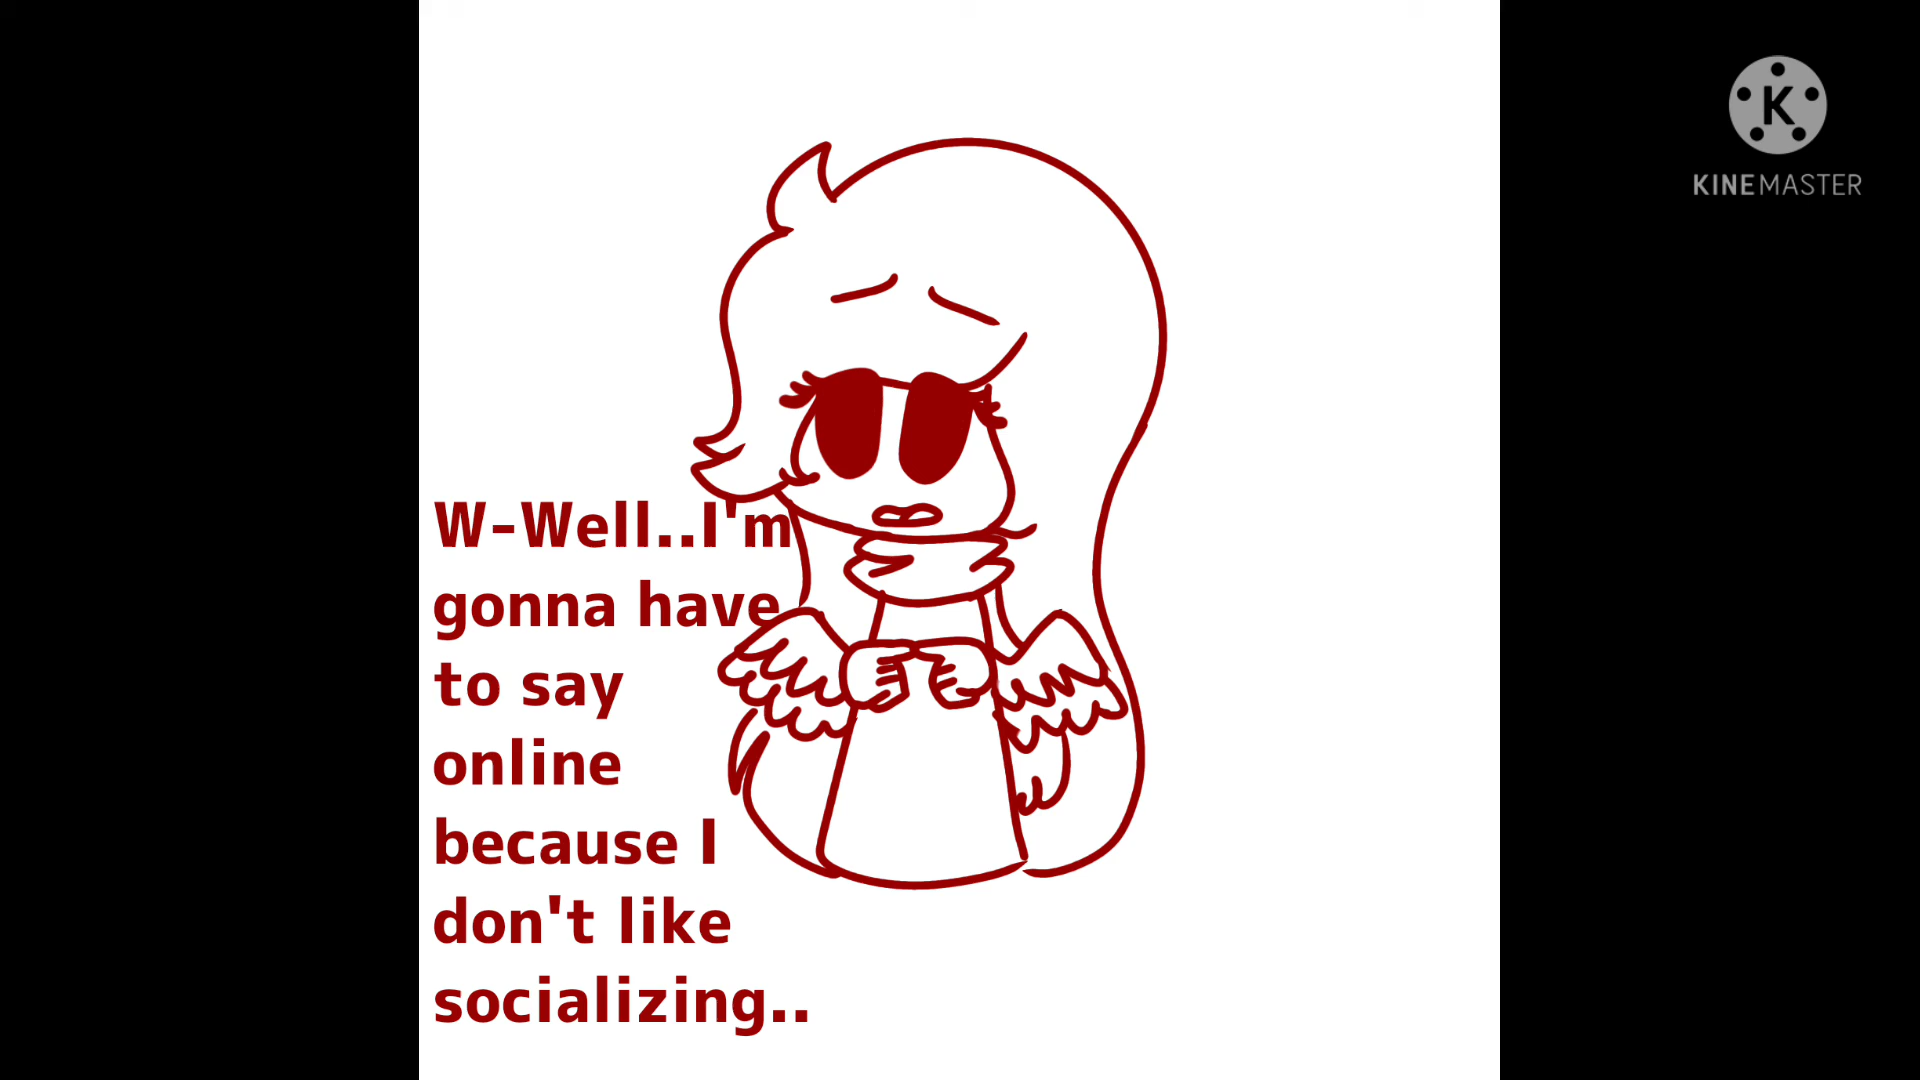 W-Well..I'm
gonna have
to say
online
because I
don't like
socializing..
K
KINEMASTER